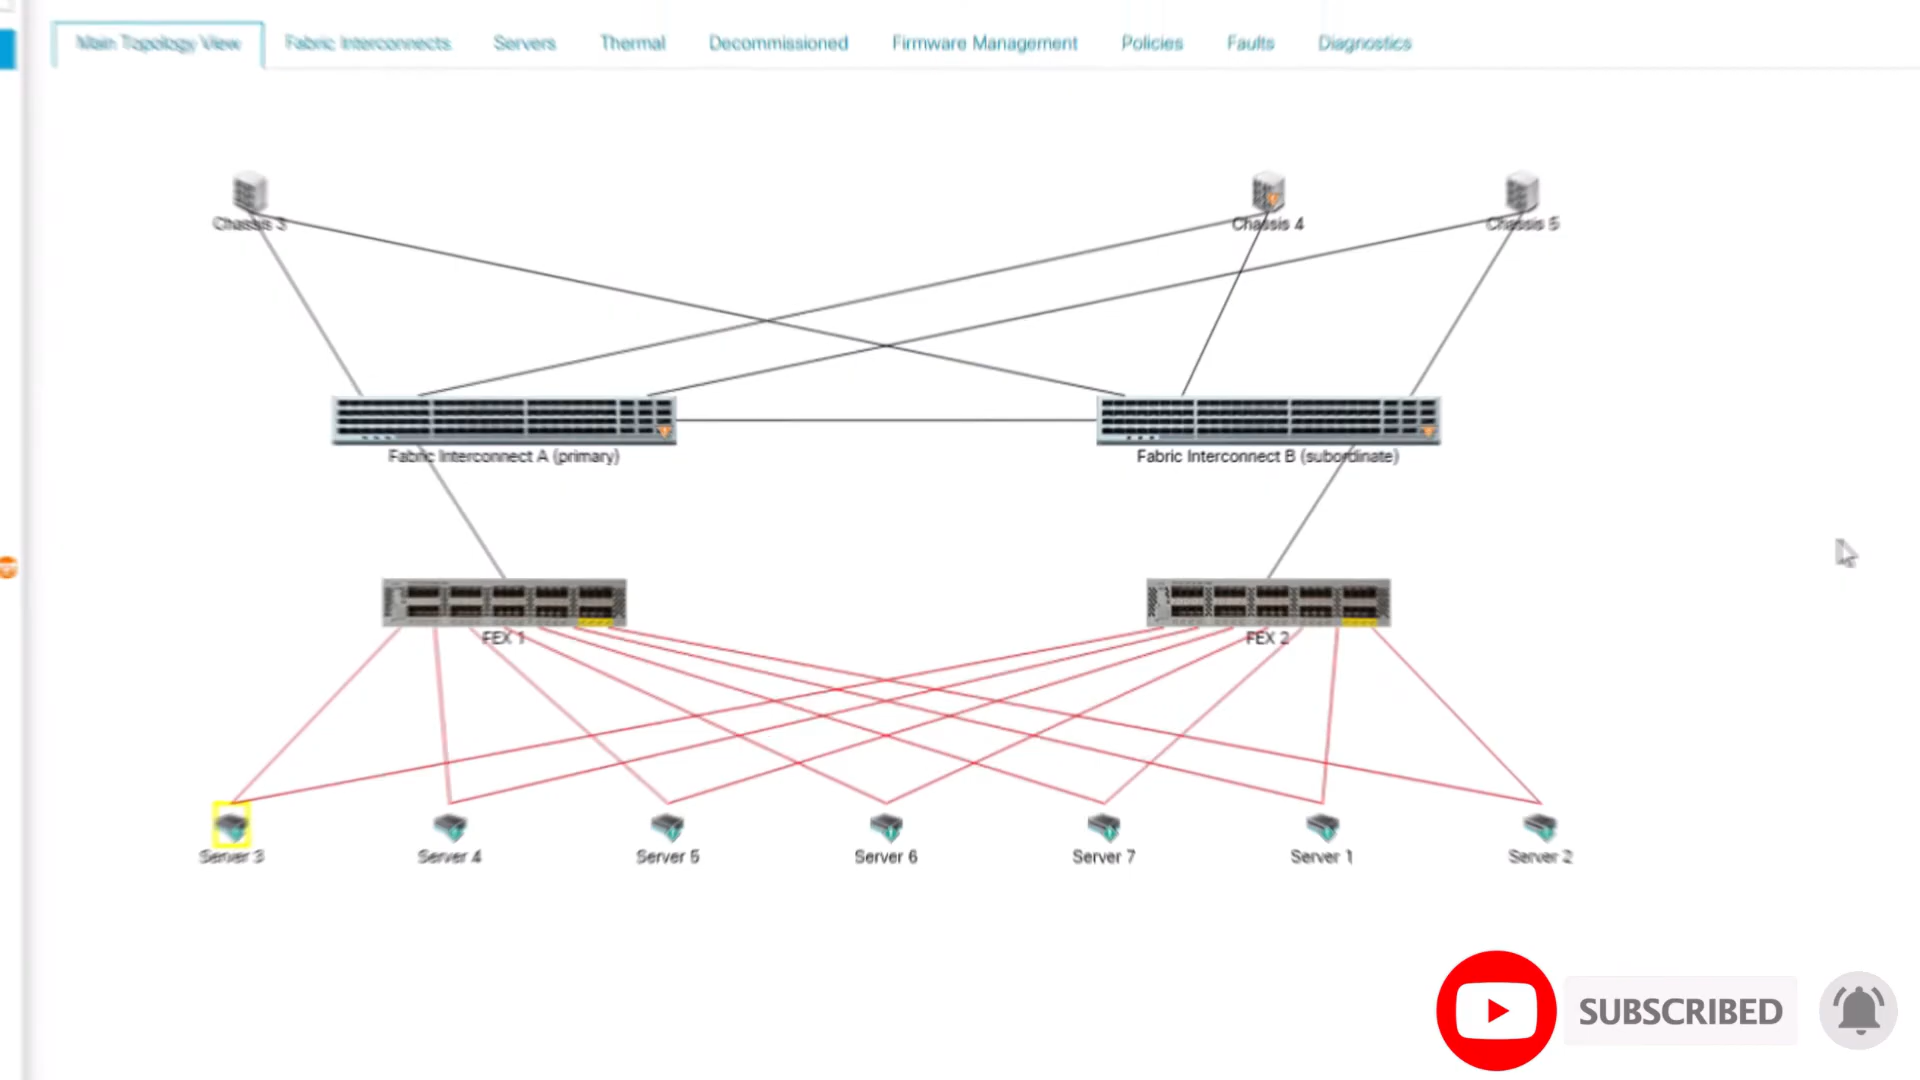 Main Topology View Fabric Interconnects Servers Thermal Decommissioned Firmware Management Policies Faults Diagnostics
Chassis 3 Chassis 4 Chassis 5
Fabric Interconnect A (primary) Fabric Interconnect B (subordinate)
FEX 1 FEX 2
Server 3 Server 4 Server 5 Server 6 Server 7 Server 1 Server 2
SUBSCRIBED